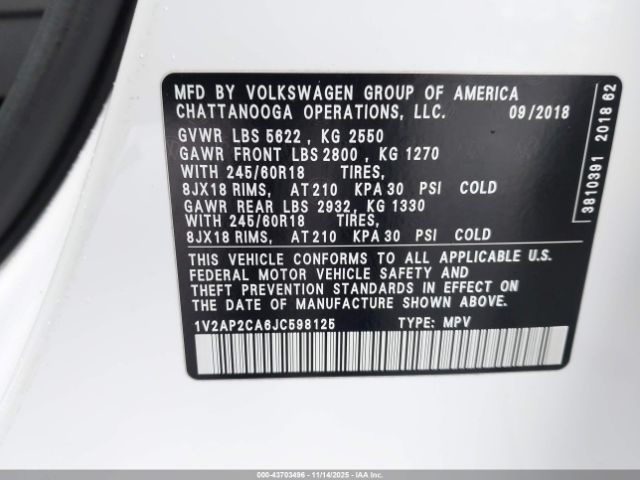 MFD BY VOLKSWAGEN GROUP OF AMERICA
CHATTANOOGA OPERATIONS, LLC. 09/2018
GVWR LBS 5622 , KG 2550
GAWR FRONT LBS 2800 , KG 1270
WITH 245/60R18 TIRES,
8JX18 RIMS, AT 210 KPA 30 PSI COLD
GAWR REAR LBS 2932, KG 1330
WITH 245/60R18 TIRES,
8JX18 RIMS, AT 210 KPA 30 PSI COLD
THIS VEHICLE CONFORMS TO ALL APPLICABLE U.S.
FEDERAL MOTOR VEHICLE SAFETY AND
THEFT PREVENTION STANDARDS IN EFFECT ON
THE DATE OF MANUFACTURE SHOWN ABOVE.
1V2AP2CA6JC598125 TYPE: MPV
3810391 2018 62
000-43703496 - 11/14/2025 - IAAI.COM